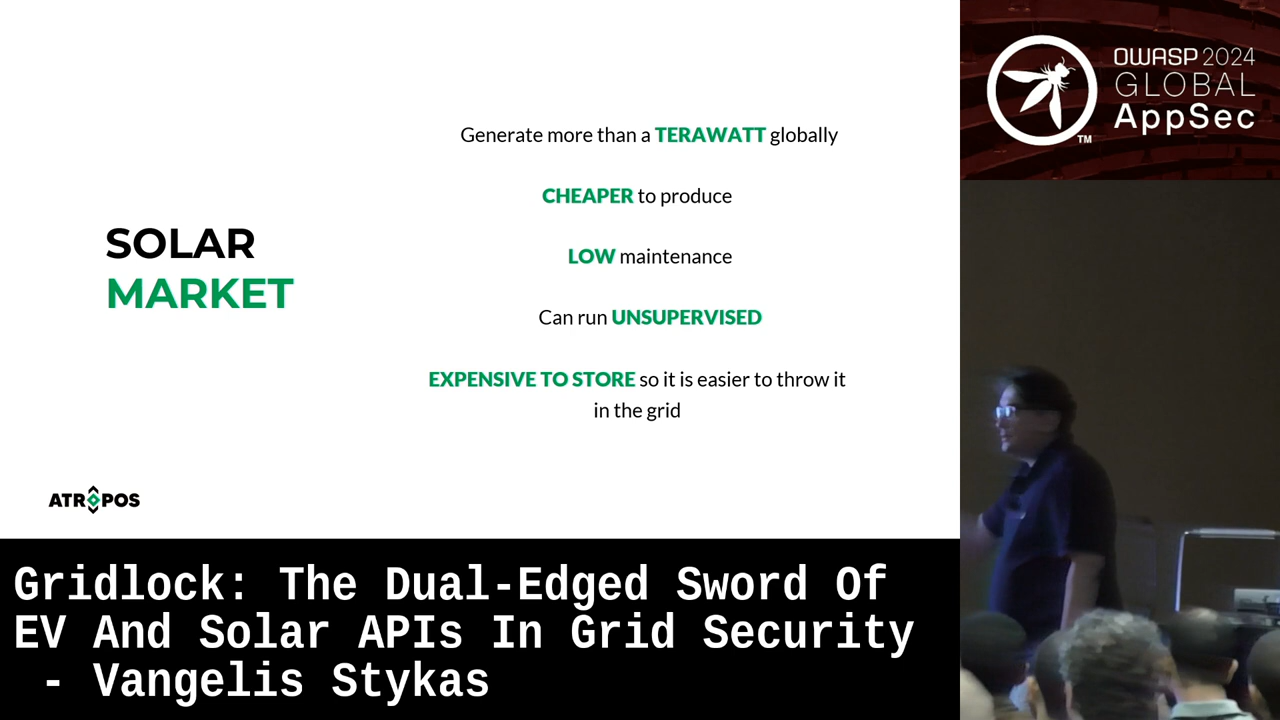 Generate more than a TERAWATT globally
CHEAPER to produce
SOLAR
MARKET
LOW maintenance
Can run UNSUPERVISED
EXPENSIVE TO STORE so it is easier to throw it
in the grid
ATROPOS
OWASP 2024
GLOBAL
AppSec
TM
Gridlock: The Dual-Edged Sword Of
EV And Solar APIs In Grid Security
- Vangelis Stykas